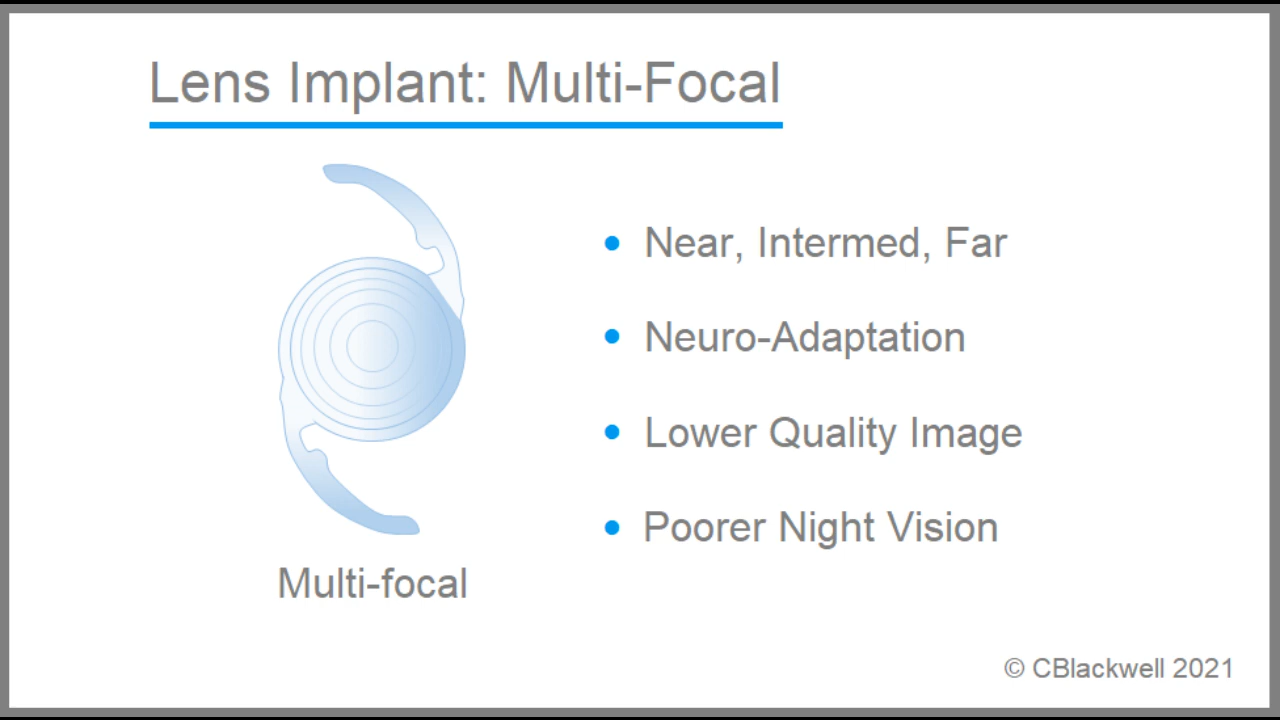 Lens Implant: Multi-Focal
Near, Intermed, Far
Neuro-Adaptation
Lower Quality Image
Poorer Night Vision
Multi-focal
© CBlackwell 2021